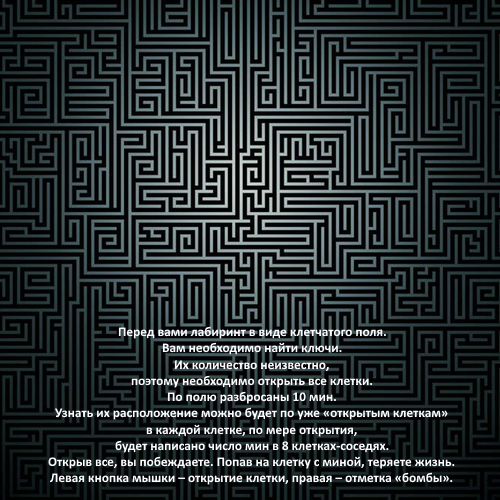 Перед вами лабиринт в виде клетчатого поля.
Вам необходимо найти ключи.
Их количество неизвестно,
поэтому необходимо открыть все клетки.
По полю разбросаны 10 мин.
Узнать их расположение можно будет по уже «открытым клеткам»
в каждой клетке, по мере открытия,
будет написано число мин в 8 клетках-соседях.
Открыв все, вы побеждаете. Попав на клетку с миной, теряете жизнь.
Левая кнопка мышки – открытие клетки, правая – отметка «бомбы».